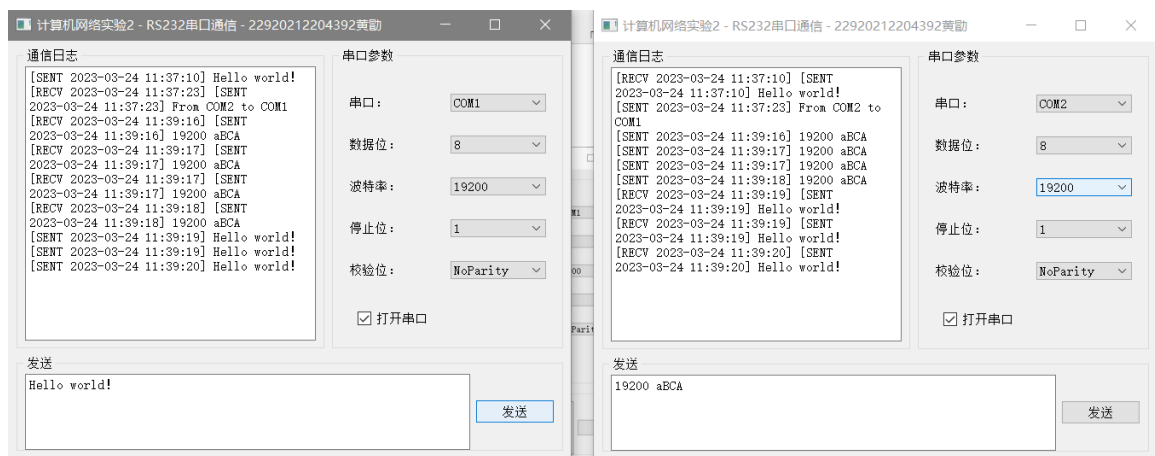 计算机网络实验2 - RS232串口通信 - 22920212204392黄勖
通信日志
[SENT 2023-03-24 11:37:10] Hello world!
[RECV 2023-03-24 11:37:23] [SENT
2023-03-24 11:37:23] From COM2 to COM1
[RECV 2023-03-24 11:39:16] [SENT
2023-03-24 11:39:16] 19200 aBCA
[RECV 2023-03-24 11:39:17] [SENT
2023-03-24 11:39:17] 19200 aBCA
[RECV 2023-03-24 11:39:17] [SENT
2023-03-24 11:39:17] 19200 aBCA
[RECV 2023-03-24 11:39:18] [SENT
2023-03-24 11:39:18] 19200 aBCA
[SENT 2023-03-24 11:39:19] Hello world!
[SENT 2023-03-24 11:39:19] Hello world!
[SENT 2023-03-24 11:39:20] Hello world!
串口参数
串口： COM1
数据位： 8
波特率： 19200
停止位： 1
校验位： NoParity
打开串口
发送
Hello world!
发送
计算机网络实验2 - RS232串口通信 - 22920212204392黄勖
通信日志
[RECV 2023-03-24 11:37:10] [SENT
2023-03-24 11:37:10] Hello world!
[SENT 2023-03-24 11:37:23] From COM2 to
COM1
[SENT 2023-03-24 11:39:16] 19200 aBCA
[SENT 2023-03-24 11:39:17] 19200 aBCA
[SENT 2023-03-24 11:39:17] 19200 aBCA
[SENT 2023-03-24 11:39:18] 19200 aBCA
[RECV 2023-03-24 11:39:19] [SENT
2023-03-24 11:39:19] Hello world!
[RECV 2023-03-24 11:39:19] [SENT
2023-03-24 11:39:19] Hello world!
[RECV 2023-03-24 11:39:20] [SENT
2023-03-24 11:39:20] Hello world!
串口参数
串口： COM2
数据位： 8
波特率： 19200
停止位： 1
校验位： NoParity
打开串口
发送
19200 aBCA
发送